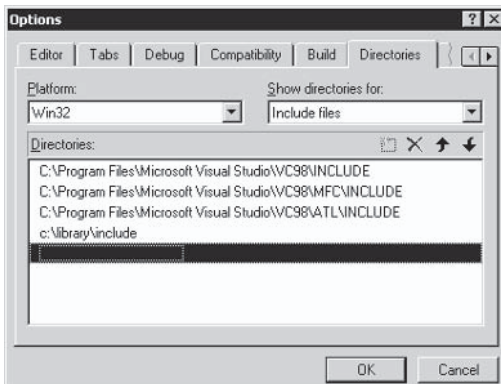 Options
Editor Tabs Debug Compatibility Build Directories
Platform: Show directories for:
Win32 Include files
Directories:
C:\Program Files\Microsoft Visual Studio\VC98\INCLUDE
C:\Program Files\Microsoft Visual Studio\VC98\MFC\INCLUDE
C:\Program Files\Microsoft Visual Studio\VC98\ATL\INCLUDE
c:\library\include
OK Cancel